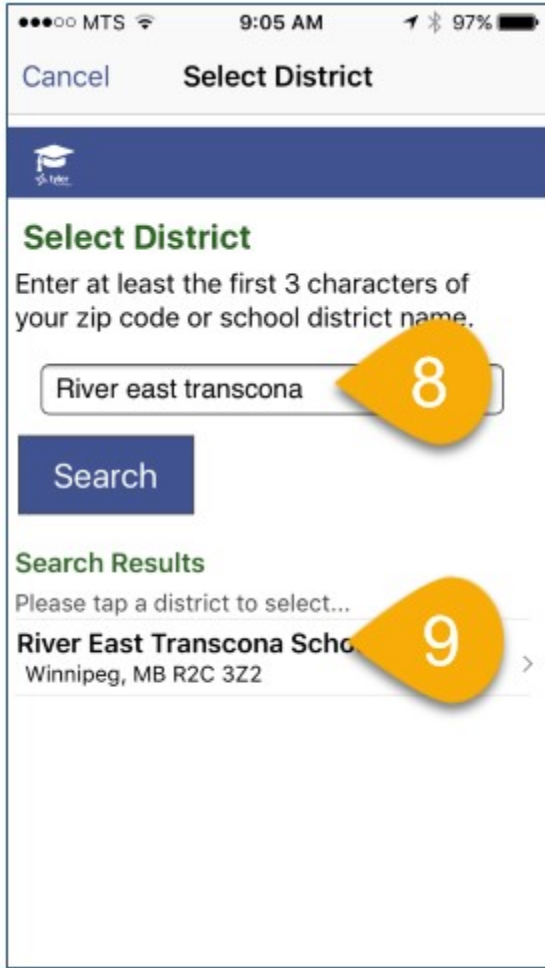 MTS 9:05 AM 97%
Cancel Select District
tyler
Select District
Enter at least the first 3 characters of
your zip code or school district name.
River east transcona 8
Search
Search Results
Please tap a district to select...
River East Transcona Scho 9
Winnipeg, MB R2C 3Z2